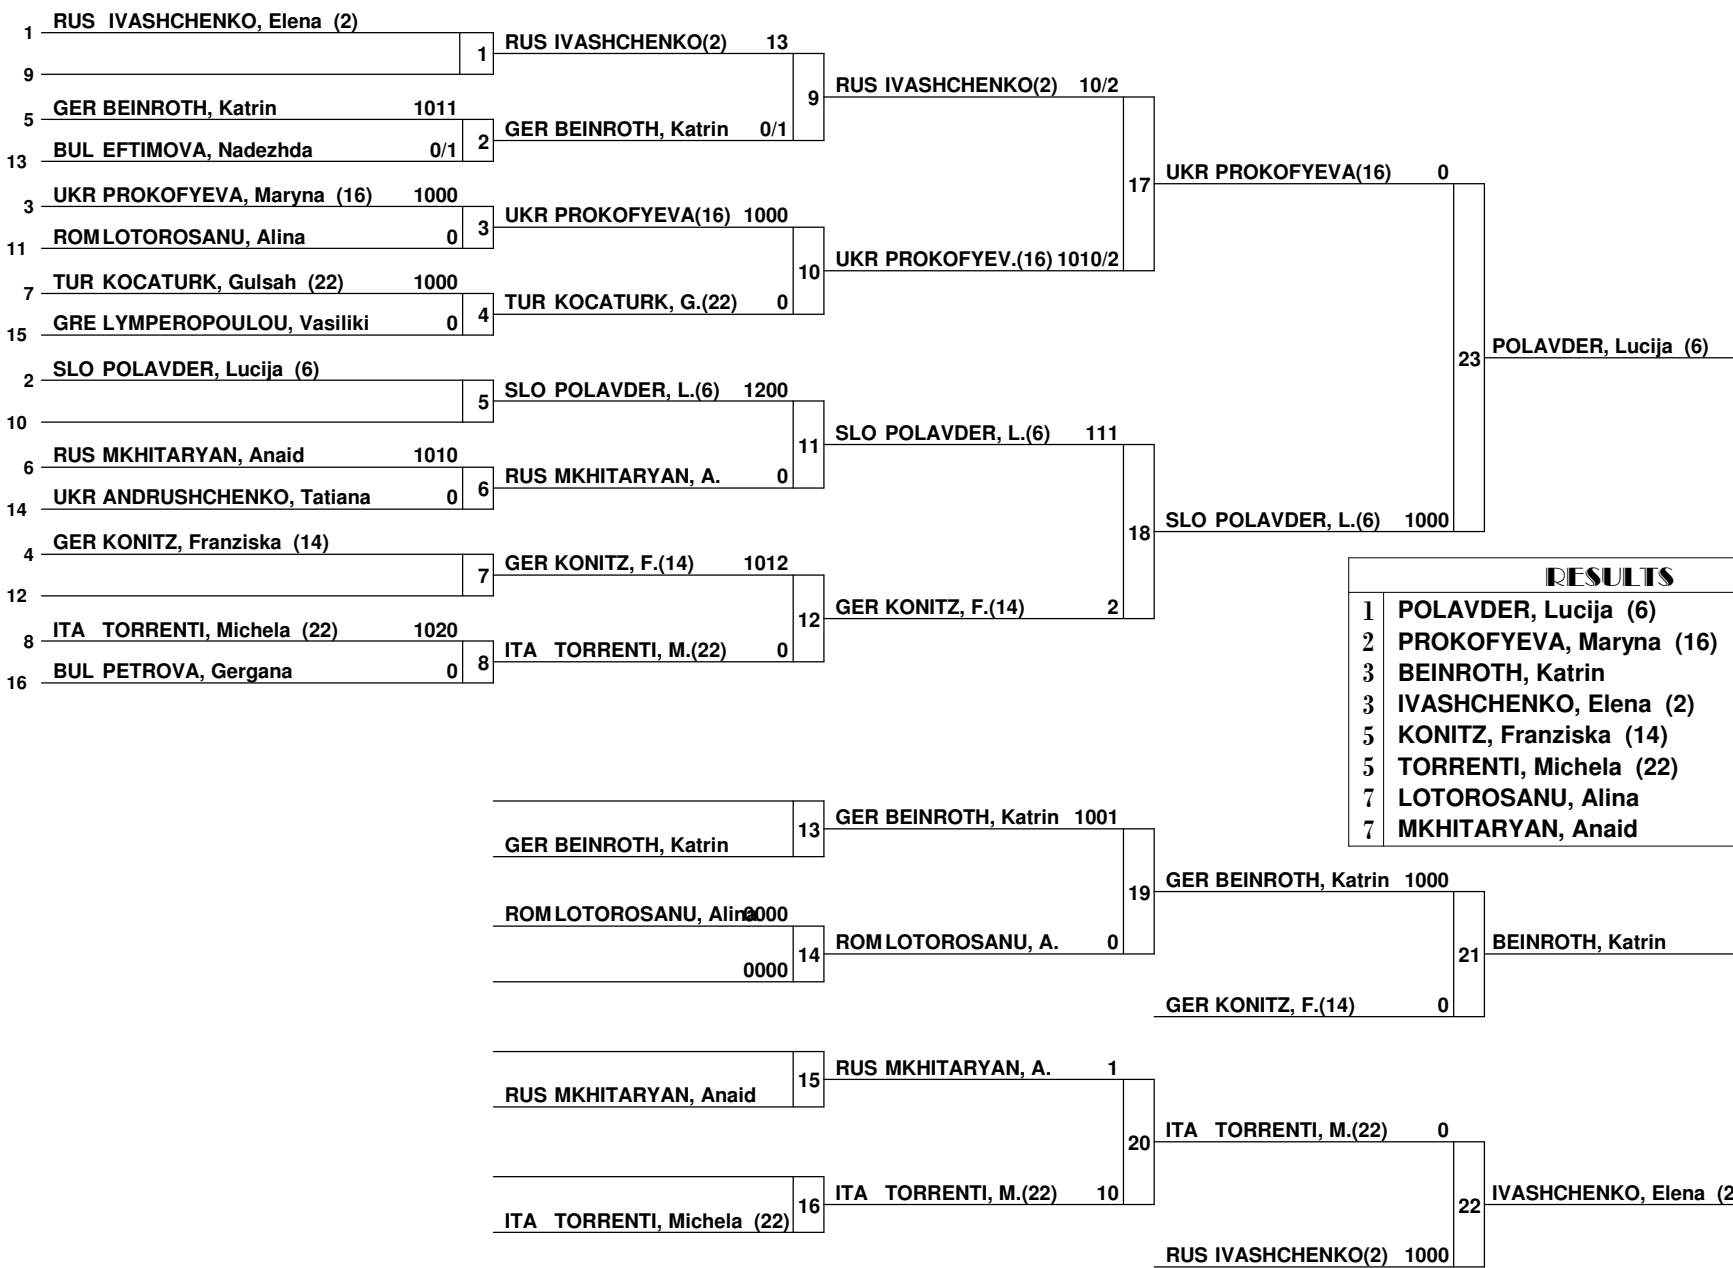 1 RUS IVASHCHENKO, Elena (2)
9
1
5 GER BEINROTH, Katrin 1011
13 BUL EFTIMOVA, Nadezhda 0/1
2
3 UKR PROKOFYEVA, Maryna (16) 1000
11 ROM LOTOROSANU, Alina 0
3
7 TUR KOCATURK, Gulsah (22) 1000
15 GRE LYMPEROPOULOU, Vasiliki 0
4
2 SLO POLAVDER, Lucija (6)
10
5
6 RUS MKHITARYAN, Anaid 1010
14 UKR ANDRUSHCHENKO, Tatiana 0
6
4 GER KONITZ, Franziska (14)
12
7
8 ITA TORRENTI, Michela (22) 1020
16 BUL PETROVA, Gergana 0
8
RUS IVASHCHENKO(2) 13
GER BEINROTH, Katrin 0/1
9
UKR PROKOFYEVA(16) 1000
TUR KOCATURK, G.(22) 0
10
SLO POLAVDER, L.(6) 1200
RUS MKHITARYAN, A. 0
11
GER KONITZ, F.(14) 1012
ITA TORRENTI, M.(22) 0
12
RUS IVASHCHENKO(2) 10/2
UKR PROKOFYEV.(16) 1010/2
17
SLO POLAVDER, L.(6) 111
GER KONITZ, F.(14) 2
18
UKR PROKOFYEVA(16) 0
SLO POLAVDER, L.(6) 1000
23
POLAVDER, Lucija (6)
RESULTS
1 POLAVDER, Lucija (6)
2 PROKOFYEVA, Maryna (16)
3 BEINROTH, Katrin
3 IVASHCHENKO, Elena (2)
5 KONITZ, Franziska (14)
5 TORRENTI, Michela (22)
7 LOTOROSANU, Alina
7 MKHITARYAN, Anaid
GER BEINROTH, Katrin
13
ROM LOTOROSANU, Alina 0000
0000
14
GER BEINROTH, Katrin 1001
ROM LOTOROSANU, A. 0
19
GER BEINROTH, Katrin 1000
GER KONITZ, F.(14) 0
21
BEINROTH, Katrin
RUS MKHITARYAN, Anaid
15
ITA TORRENTI, Michela (22)
16
RUS MKHITARYAN, A. 1
ITA TORRENTI, M.(22) 10
20
ITA TORRENTI, M.(22) 0
RUS IVASHCHENKO(2) 1000
22
IVASHCHENKO, Elena (2